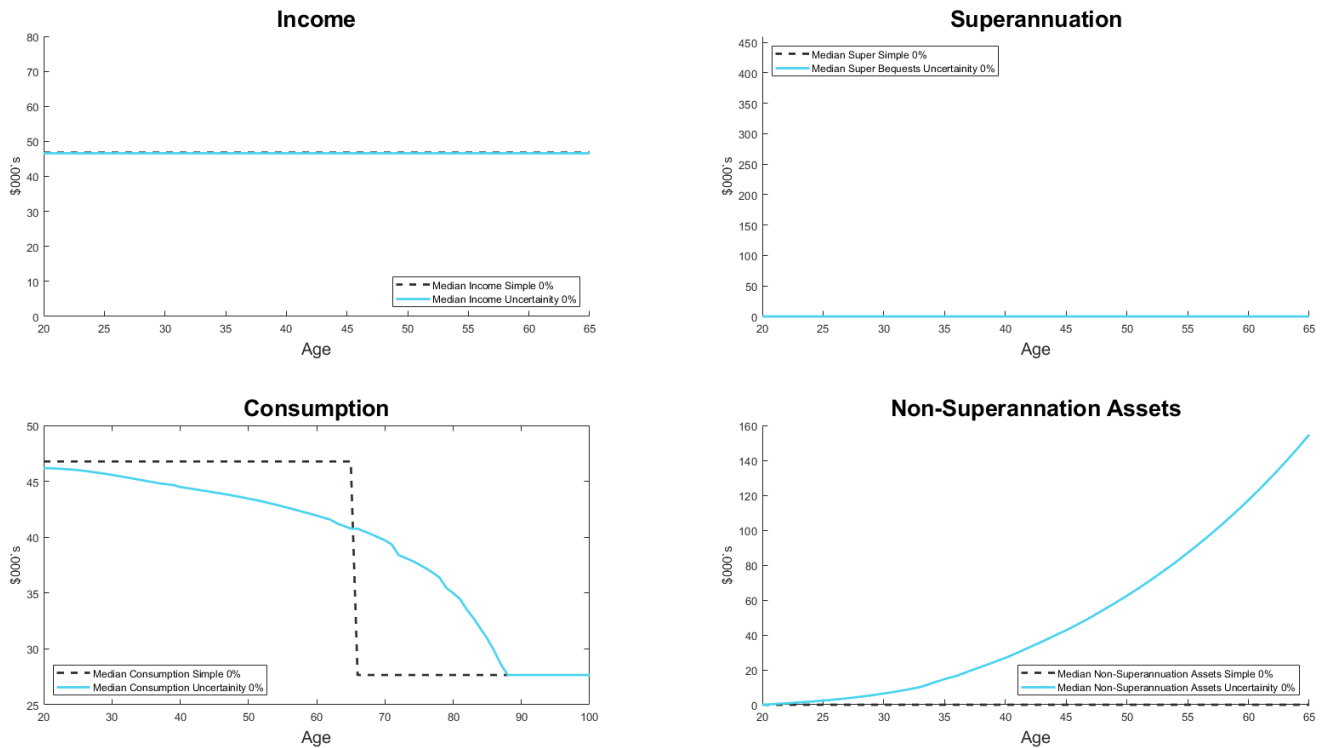 Income
80
70
60
50
40
30
20
10
0
$000`s
Median Income Simple 0%
Median Income Uncertainity 0%
20 25 30 35 40 45 50 55 60 65
Age
Superannuation
450
400
350
300
250
200
150
100
50
0
$000`s
Median Super Simple 0%
Median Super Bequests Uncertainity 0%
20 25 30 35 40 45 50 55 60 65
Age
Consumption
50
45
40
35
30
25
$000`s
Median Consumption Simple 0%
Median Consumption Uncertainity 0%
20 30 40 50 60 70 80 90 100
Age
Non-Superannation Assets
160
140
120
100
80
60
40
20
0
$000`s
Median Non-Superannuation Assets Simple 0%
Median Non-Superannuation Assets Uncertainity 0%
20 25 30 35 40 45 50 55 60 65
Age